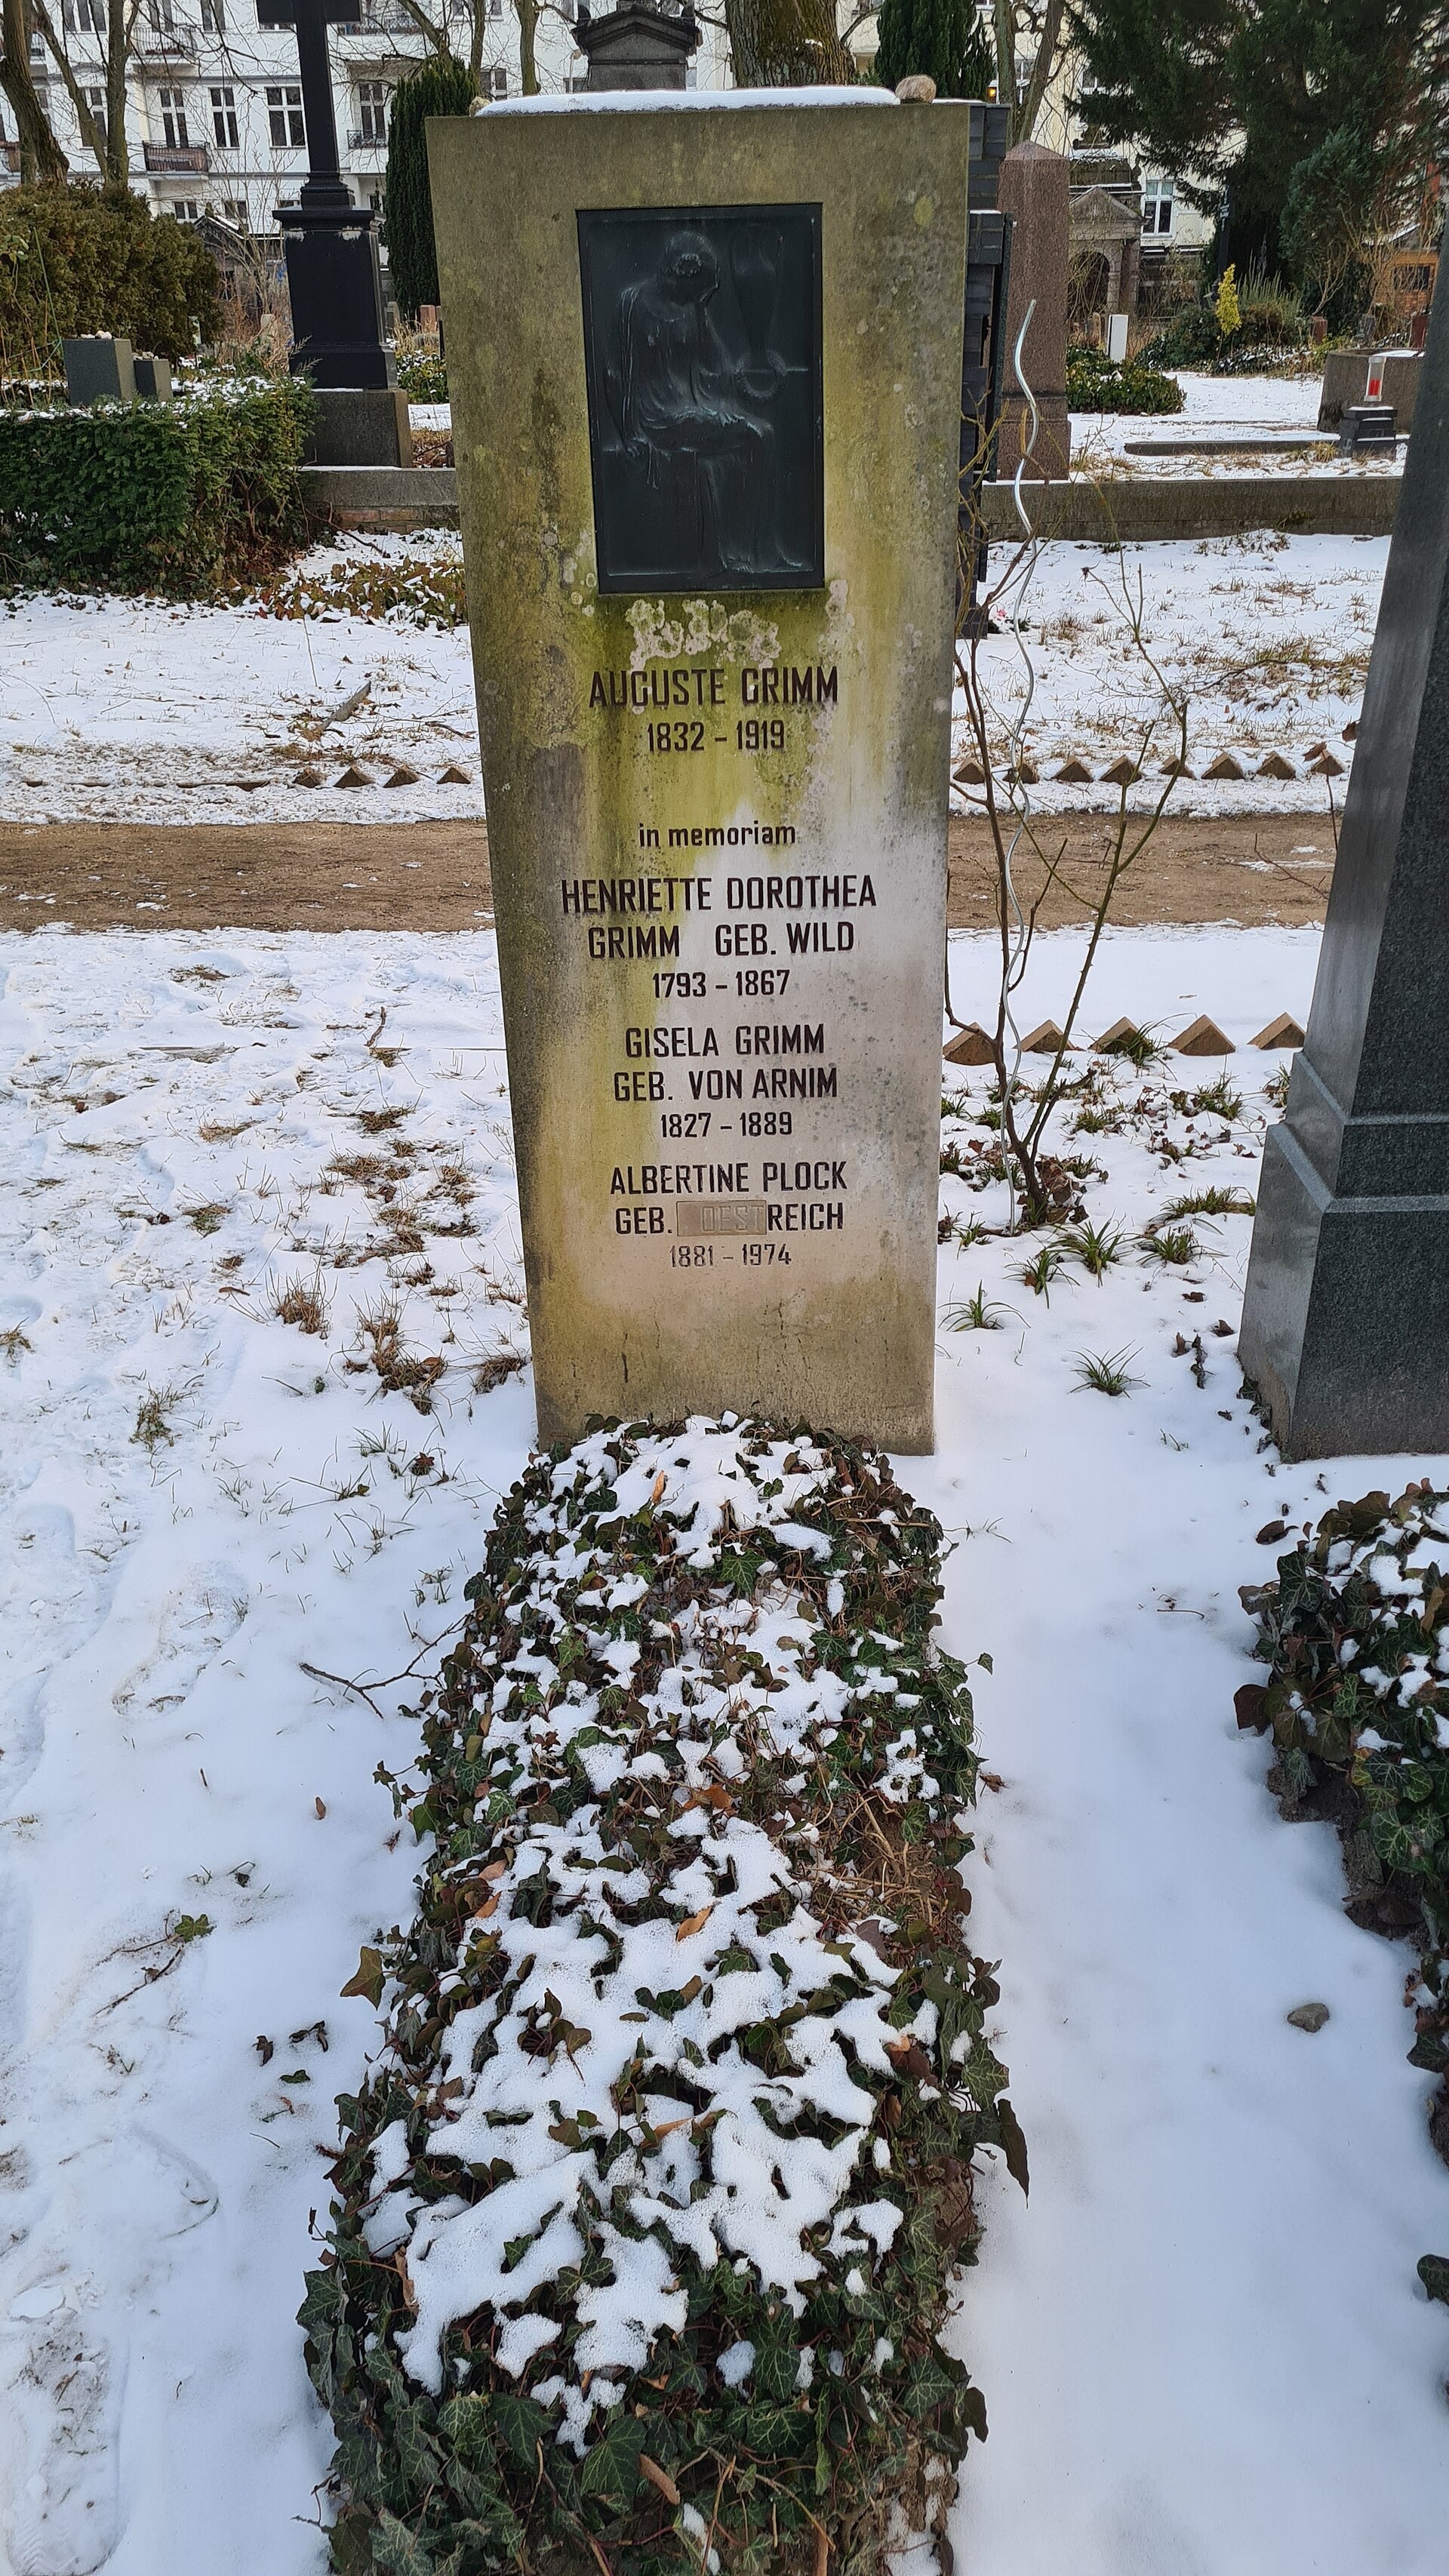 AUGUSTE GRIMM
1832 - 1919
in memoriam
HENRIETTE DOROTHEA
GRIMM GEB. WILD
1793 - 1867
GISELA GRIMM
GEB. VON ARNIM
1827 - 1889
ALBERTINE PLOCK
GEB. OESTREICH
1881 - 1974